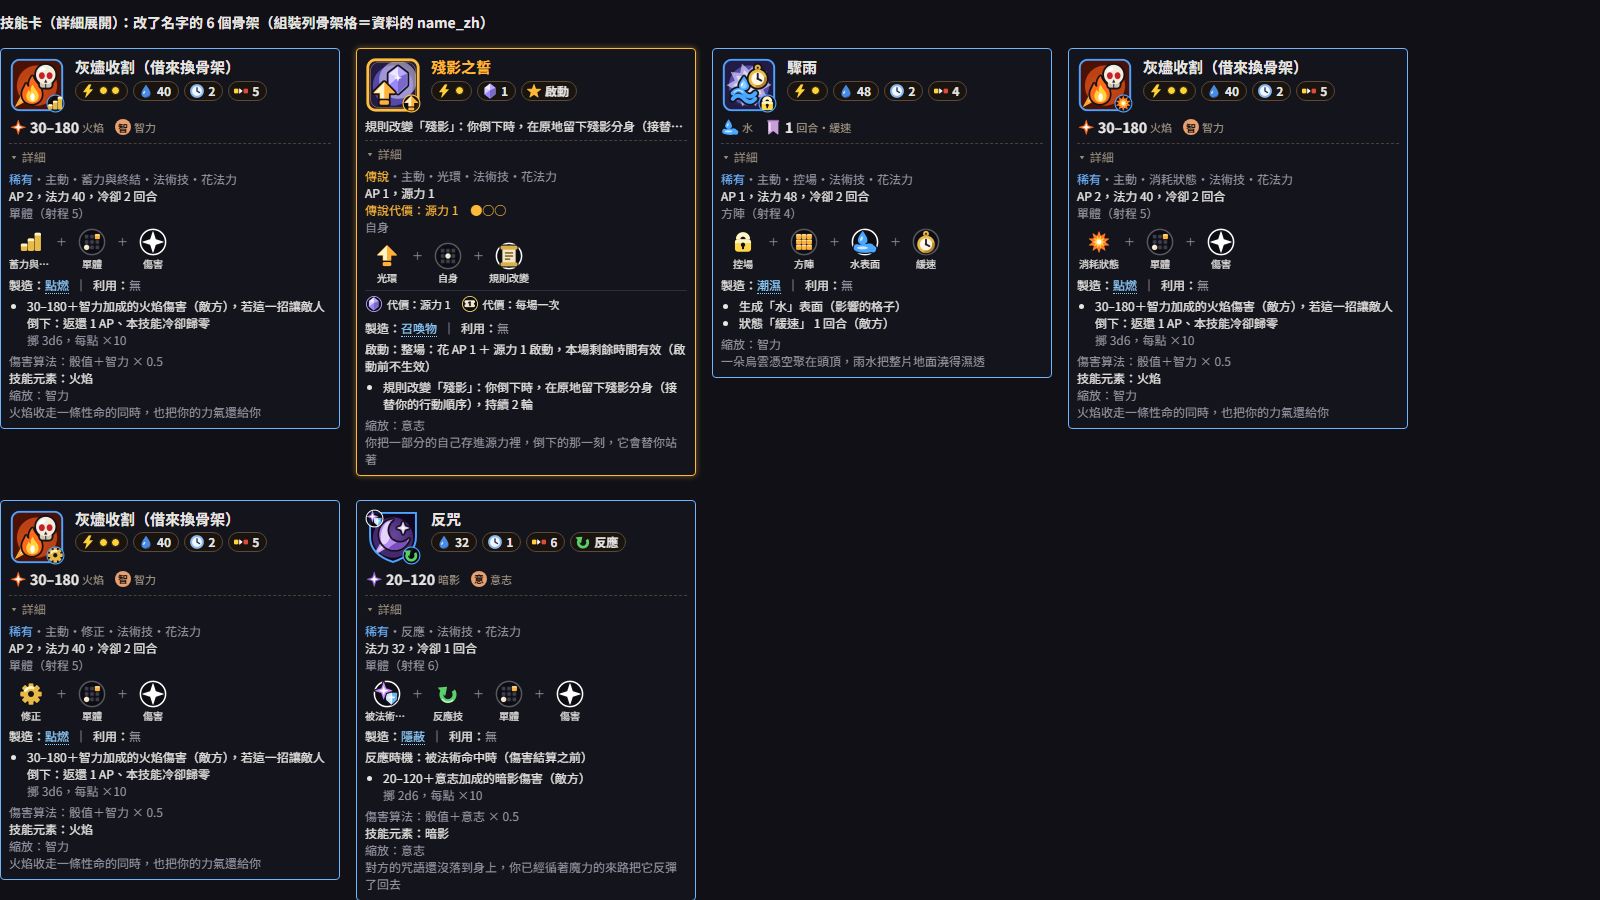 技能卡（詳細展開）：改了名字的 6 個骨架（組裝列骨架格＝資料的 name_zh）
灰燼收割（借來換骨架）
40
2
5
30–180 火焰 智 智力
詳細
稀有・主動・蓄力與終結・法術技・花法力
AP 2，法力 40，冷卻 2 回合
單體（射程 5）
蓄力與… + 單體 + 傷害
製造：點燃 ｜ 利用：無
• 30–180＋智力加成的火焰傷害（敵方），若這一招讓敵人
倒下：返還 1 AP、本技能冷卻歸零
擲 3d6，每點 ×10
傷害算法：骰值＋智力 × 0.5
技能元素：火焰
縮放：智力
火焰收走一條性命的同時，也把你的力氣還給你
殘影之誓
1
啟動
規則改變「殘影」：你倒下時，在原地留下殘影分身（接替…
詳細
傳說・主動・光環・法術技・花法力
AP 1，源力 1
傳說代價：源力 1 ●○○
自身
光環 + 自身 + 規則改變
代價：源力 1 代價：每場一次
製造：召喚物 ｜ 利用：無
啟動：整場：花 AP 1 ＋ 源力 1 啟動，本場剩餘時間有效（啟
動前不生效）
• 規則改變「殘影」：你倒下時，在原地留下殘影分身（接
替你的行動順序），持續 2 輪
縮放：意志
你把一部分的自己存進源力裡，倒下的那一刻，它會替你站
著
驟雨
48
2
4
水 1 回合・緩速
詳細
稀有・主動・控場・法術技・花法力
AP 1，法力 48，冷卻 2 回合
方陣（射程 4）
控場 + 方陣 + 水表面 + 緩速
製造：潮濕 ｜ 利用：無
• 生成「水」表面（影響的格子）
• 狀態「緩速」 1 回合（敵方）
縮放：智力
一朵烏雲憑空聚在頭頂，雨水把整片地面澆得濕透
灰燼收割（借來換骨架）
40
2
5
30–180 火焰 智 智力
詳細
稀有・主動・消耗狀態・法術技・花法力
AP 2，法力 40，冷卻 2 回合
單體（射程 5）
消耗狀態 + 單體 + 傷害
製造：點燃 ｜ 利用：無
• 30–180＋智力加成的火焰傷害（敵方），若這一招讓敵人
倒下：返還 1 AP、本技能冷卻歸零
擲 3d6，每點 ×10
傷害算法：骰值＋智力 × 0.5
技能元素：火焰
縮放：智力
火焰收走一條性命的同時，也把你的力氣還給你
灰燼收割（借來換骨架）
40
2
5
30–180 火焰 智 智力
詳細
稀有・主動・修正・法術技・花法力
AP 2，法力 40，冷卻 2 回合
單體（射程 5）
修正 + 單體 + 傷害
製造：點燃 ｜ 利用：無
• 30–180＋智力加成的火焰傷害（敵方），若這一招讓敵人
倒下：返還 1 AP、本技能冷卻歸零
擲 3d6，每點 ×10
傷害算法：骰值＋智力 × 0.5
技能元素：火焰
縮放：智力
火焰收走一條性命的同時，也把你的力氣還給你
反咒
32
1
6
反應
20–120 暗影 意 意志
詳細
稀有・反應・法術技・花法力
法力 32，冷卻 1 回合
單體（射程 6）
被法術… + 反應技 + 單體 + 傷害
製造：隱蔽 ｜ 利用：無
反應時機：被法術命中時（傷害結算之前）
• 20–120＋意志加成的暗影傷害（敵方）
擲 2d6，每點 ×10
傷害算法：骰值＋意志 × 0.5
技能元素：暗影
縮放：意志
對方的咒語還沒落到身上，你已經循著魔力的來路把它反彈
了回去